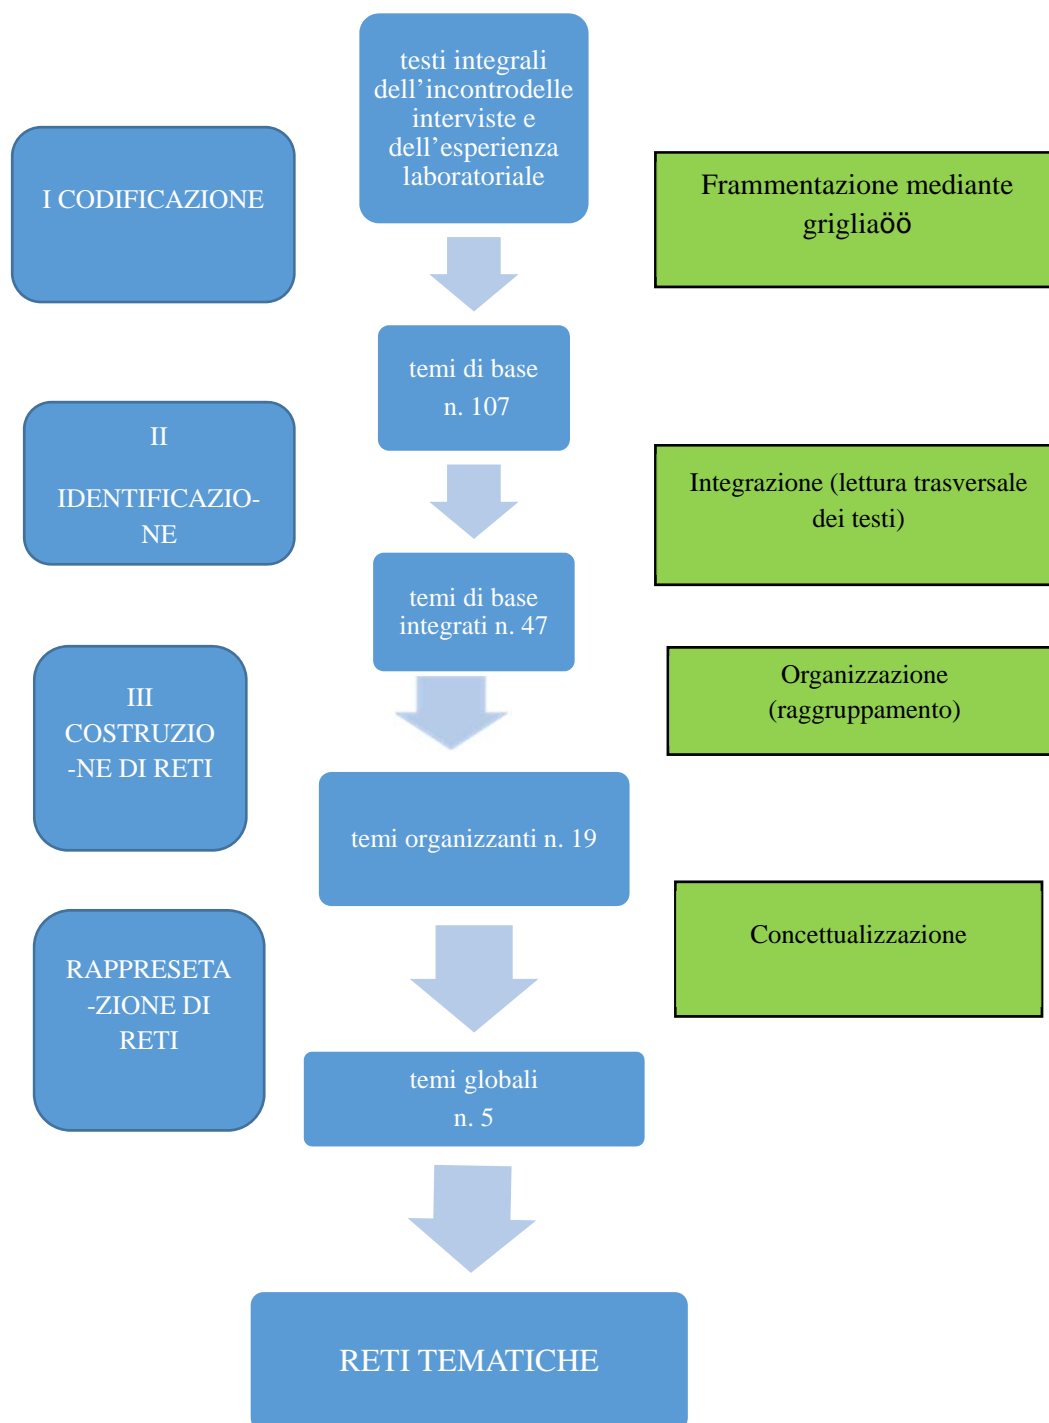 testi integrali
dell'incontrodelle
interviste e
dell'esperienza
laboratoriale
I CODIFICAZIONE
Frammentazione mediante
grigliaöö
temi di base
n. 107
II
IDENTIFICAZIO-
NE
Integrazione (lettura trasversale
dei testi)
temi di base
integrati n. 47
III
COSTRUZIO
-NE DI RETI
Organizzazione
(raggruppamento)
temi organizzanti n. 19
RAPPRESETA
-ZIONE DI
RETI
Concettualizzazione
temi globali
n. 5
RETI TEMATICHE